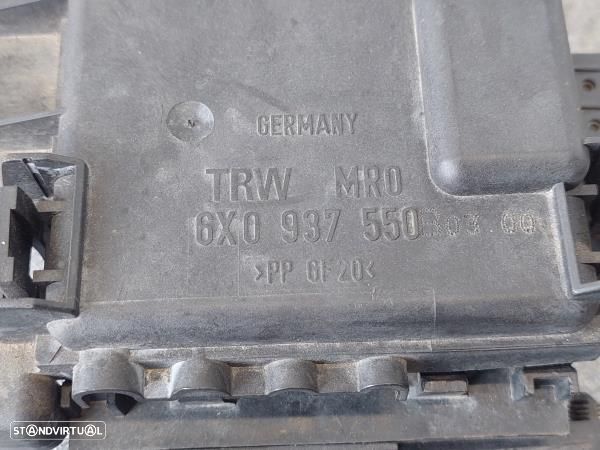 GERMANY
TRW MRO
6X0 937 550
>PP GF20<
STANDVIRTUAL